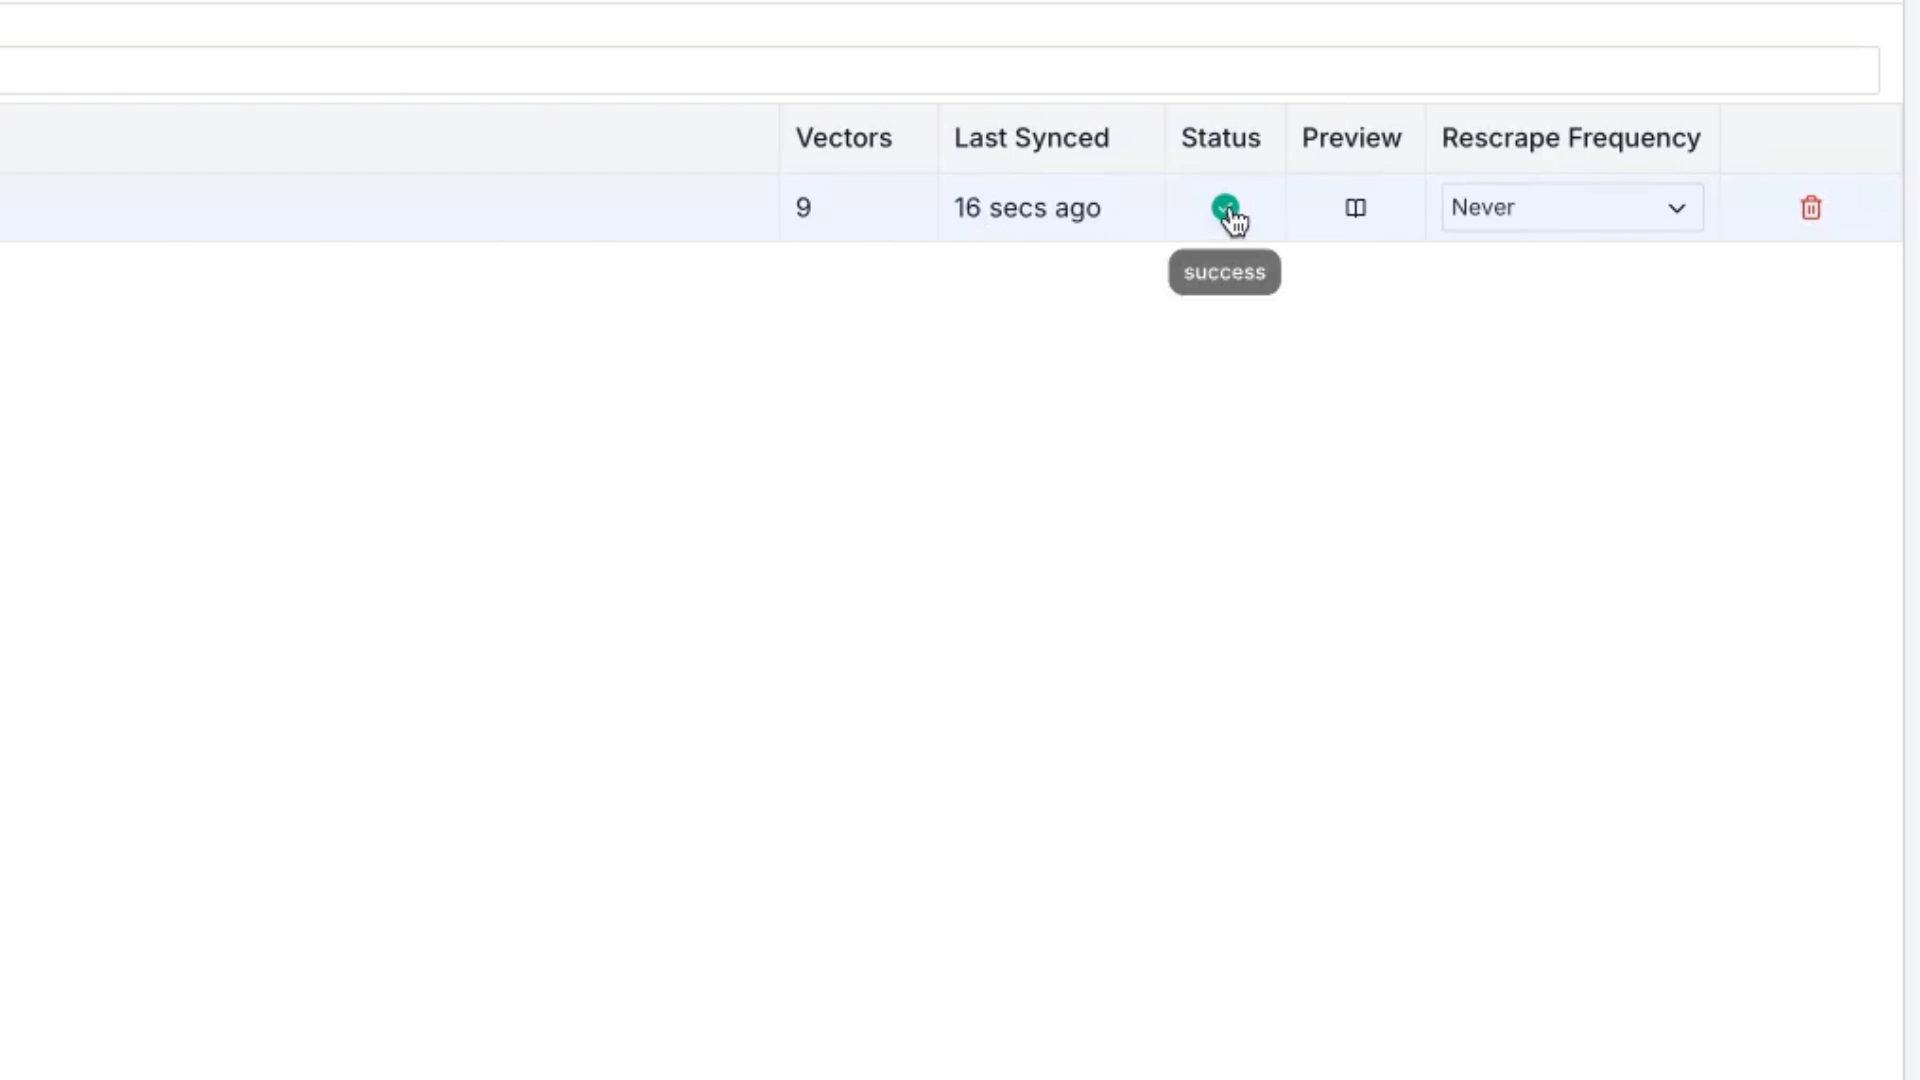 Vectors Last Synced Status Preview Rescrape Frequency
9 16 secs ago Never
success